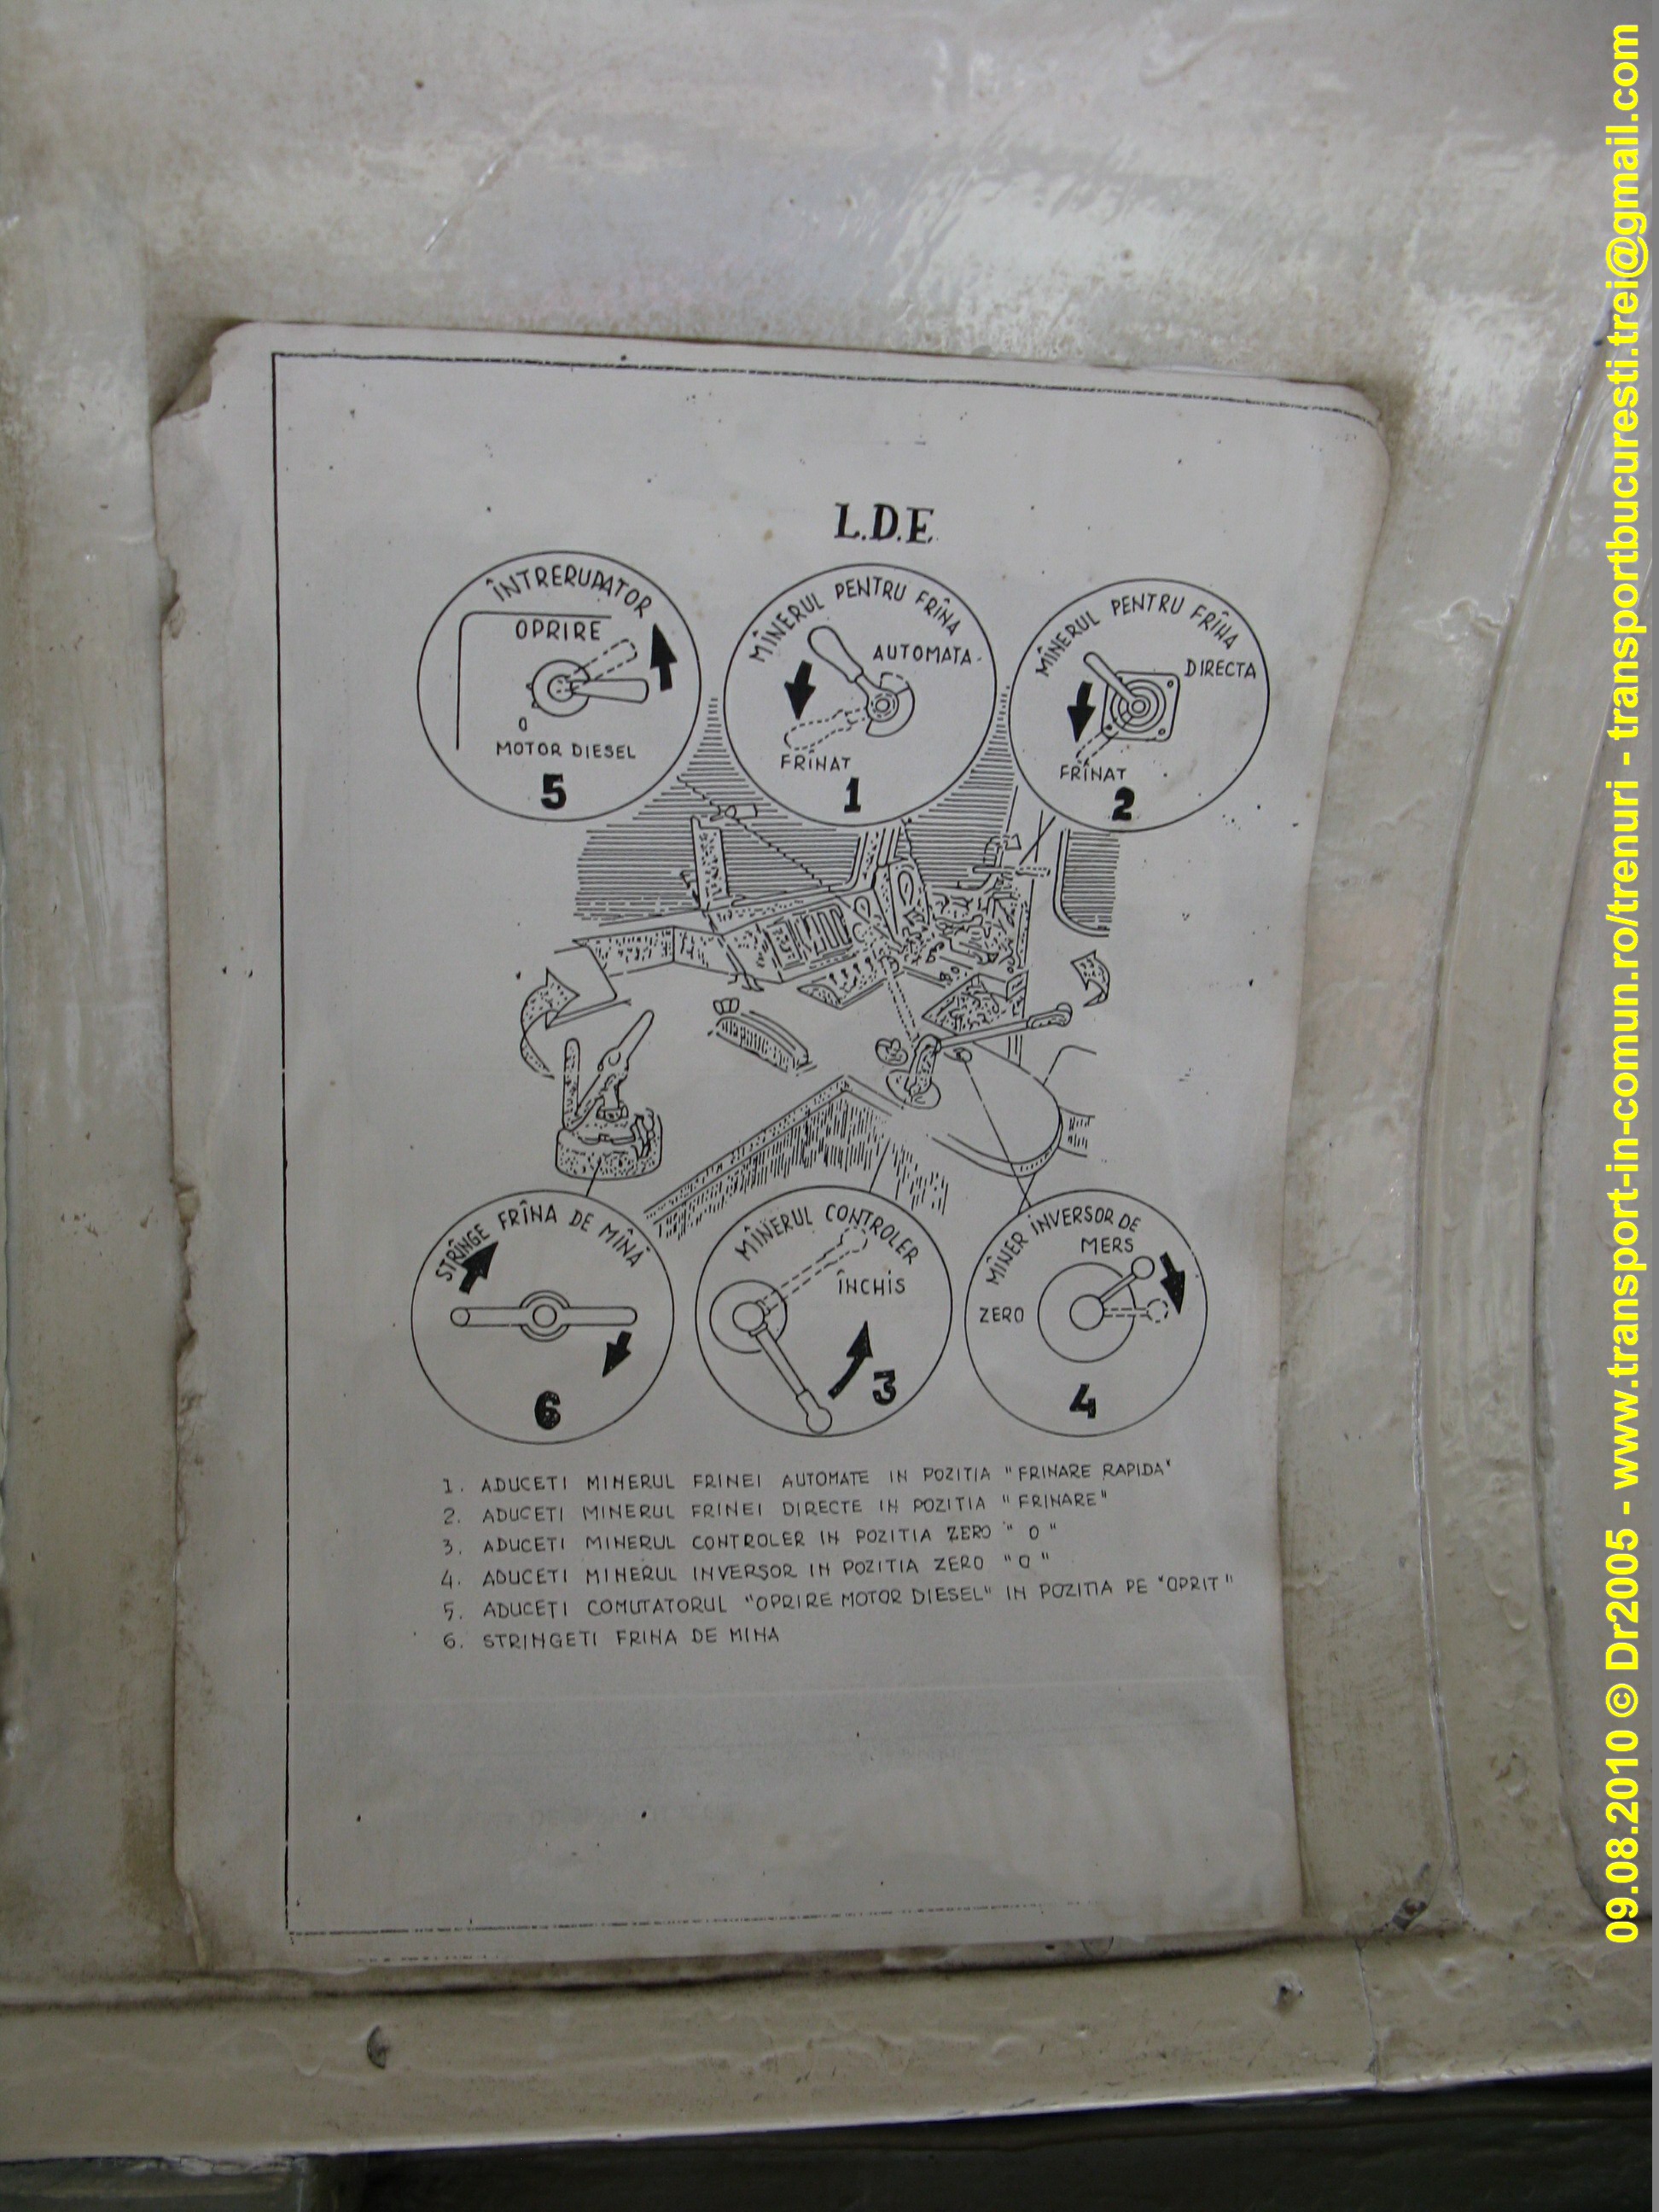 L.D.E.
ÎNTRERUPATOR
OPRIRE
0
MOTOR DIESEL
5
MÎNERUL PENTRU FRÎNA
AUTOMATA
FRÎNAT
1
MÎNERUL PENTRU FRÎNA
DIRECTA
FRÎNAT
2
STRÎNGE FRÎNA DE MÎNĂ
6
MÎNERUL CONTROLER
ÎNCHIS
3
MÎNER INVERSOR DE
MERS
ZERO
4
1. ADUCETI MINERUL FRINEI AUTOMATE IN POZITIA "FRINARE RAPIDA"
2. ADUCETI MINERUL FRINEI DIRECTE IN POZITIA "FRINARE"
3. ADUCETI MINERUL CONTROLER IN POZITIA ZERO "0"
4. ADUCETI MINERUL INVERSOR IN POZITIA ZERO "0"
5. ADUCETI COMUTATORUL "OPRIRE MOTOR DIESEL" IN POZITIA PE "OPRIT"
6. STRINGETI FRINA DE MINA
09.08.2010 © Dr2005 - www.transport-in-comun.ro/trenuri - transportbucuresti.trei@gmail.com